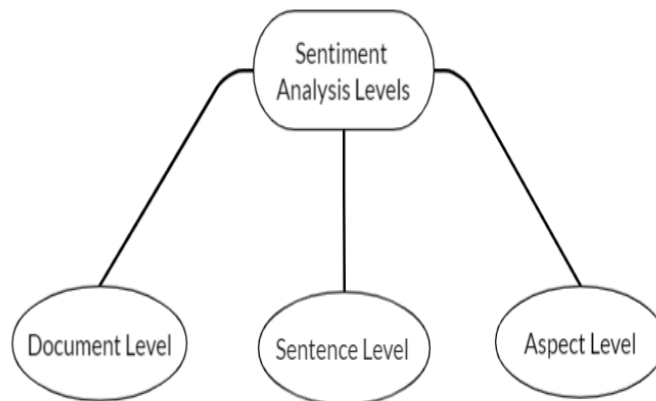 Sentiment
Analysis Levels
Document Level
Sentence Level
Aspect Level